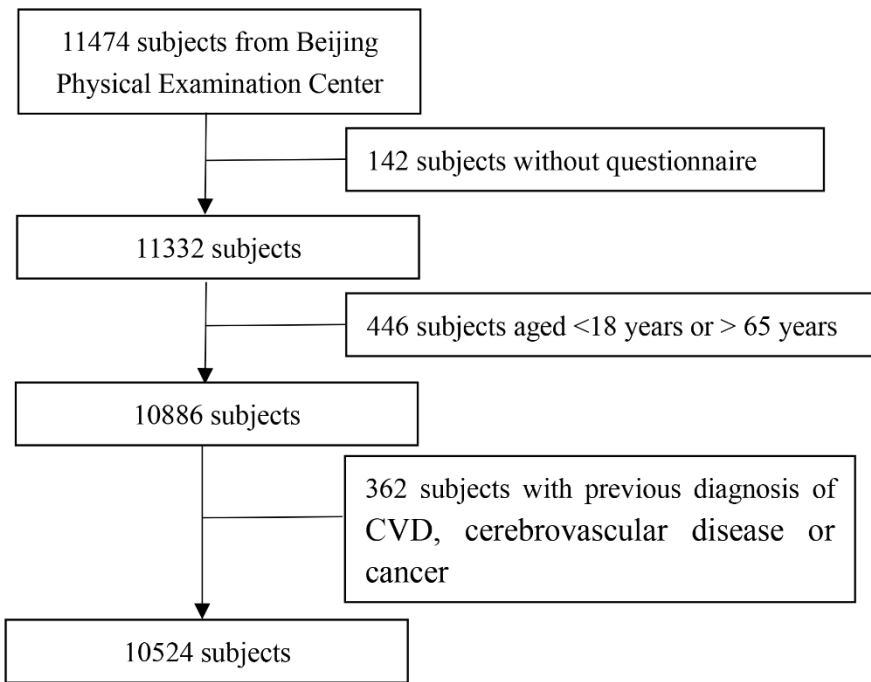 11474 subjects from Beijing
Physical Examination Center
142 subjects without questionnaire
11332 subjects
446 subjects aged <18 years or > 65 years
10886 subjects
362 subjects with previous diagnosis of
CVD, cerebrovascular disease or
cancer
10524 subjects